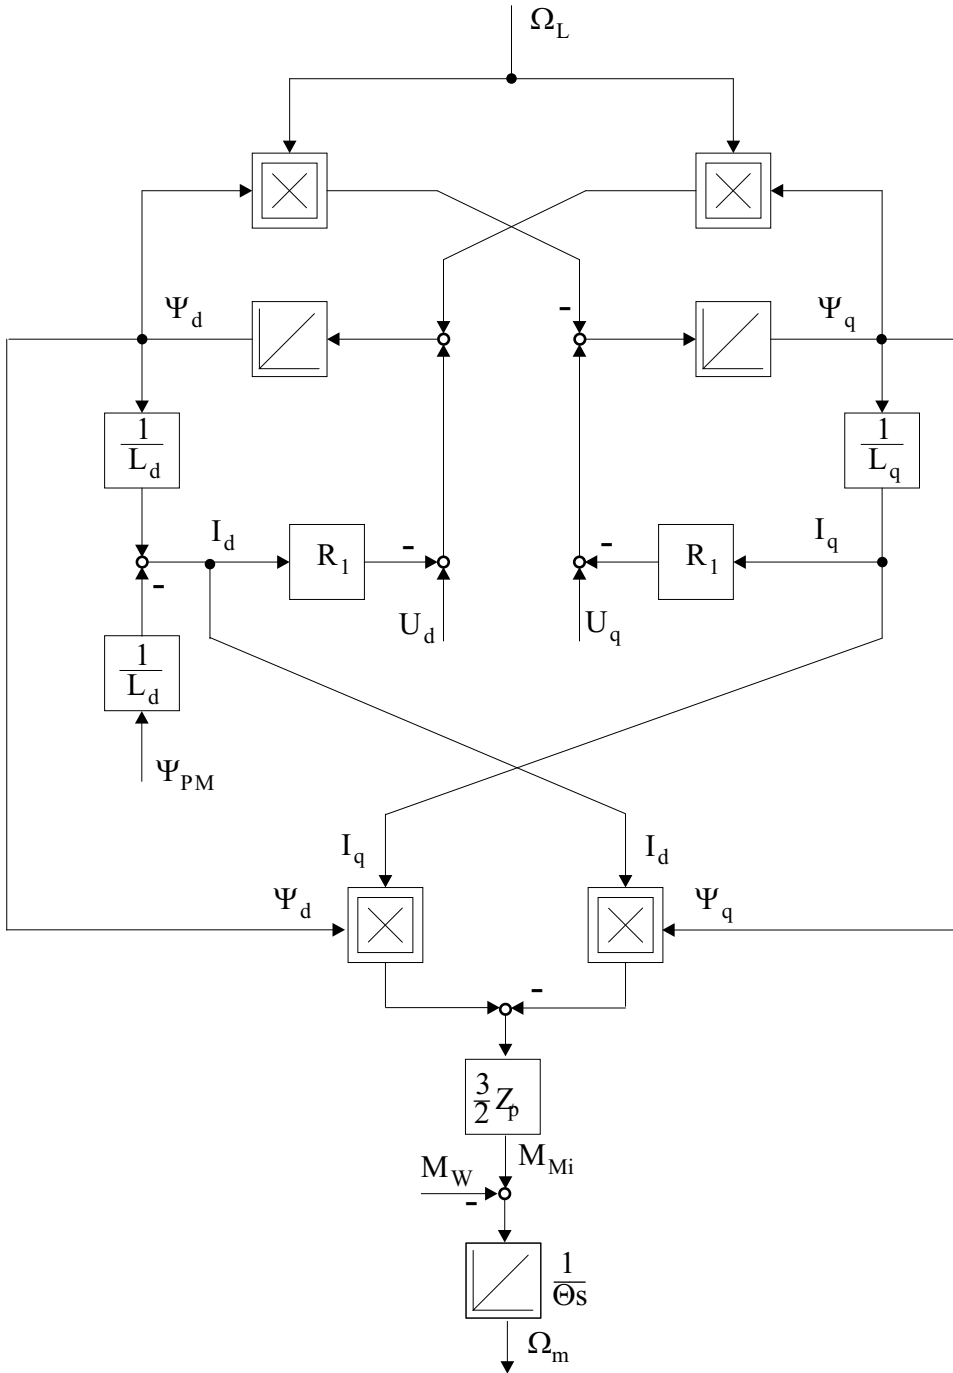 Ω_L
Ψ_d
-
Ψ_q
1/L_d
1/L_q
I_d
R_1
-
-
R_1
I_q
-
U_d
U_q
1/L_d
Ψ_PM
I_q
I_d
Ψ_d
Ψ_q
-
3/2 Z_p
M_W
M_Mi
-
1/Θs
Ω_m